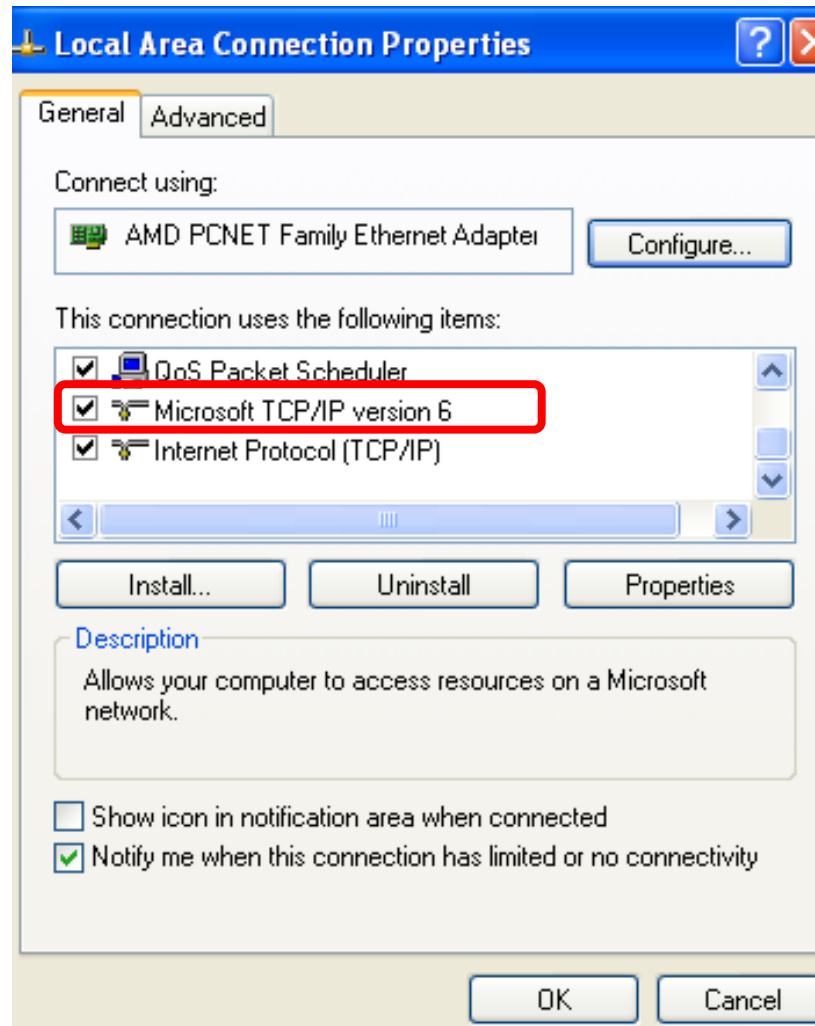 Local Area Connection Properties
General
Advanced
Connect using:
AMD PCNET Family Ethernet Adapter
Configure...
This connection uses the following items:
QoS Packet Scheduler
Microsoft TCP/IP version 6
Internet Protocol (TCP/IP)
Install...
Uninstall
Properties
Description
Allows your computer to access resources on a Microsoft
network.
Show icon in notification area when connected
Notify me when this connection has limited or no connectivity
OK
Cancel